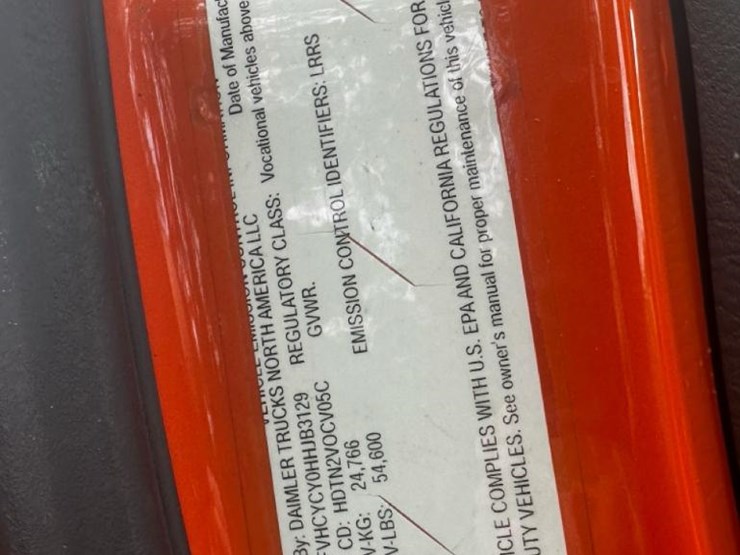 Date of Manufac
By: DAIMLER TRUCKS NORTH AMERICA LLC
FVHCYCY0HHJB3129 REGULATORY CLASS: Vocational vehicles above
CD: HDTN2VOCV05C GVWR.
V-KG: 24,766 EMISSION CONTROL IDENTIFIERS: LRRS
V-LBS: 54,600
CLE COMPLIES WITH U.S. EPA AND CALIFORNIA REGULATIONS FOR
UTY VEHICLES. See owner's manual for proper maintenance of this vehicl